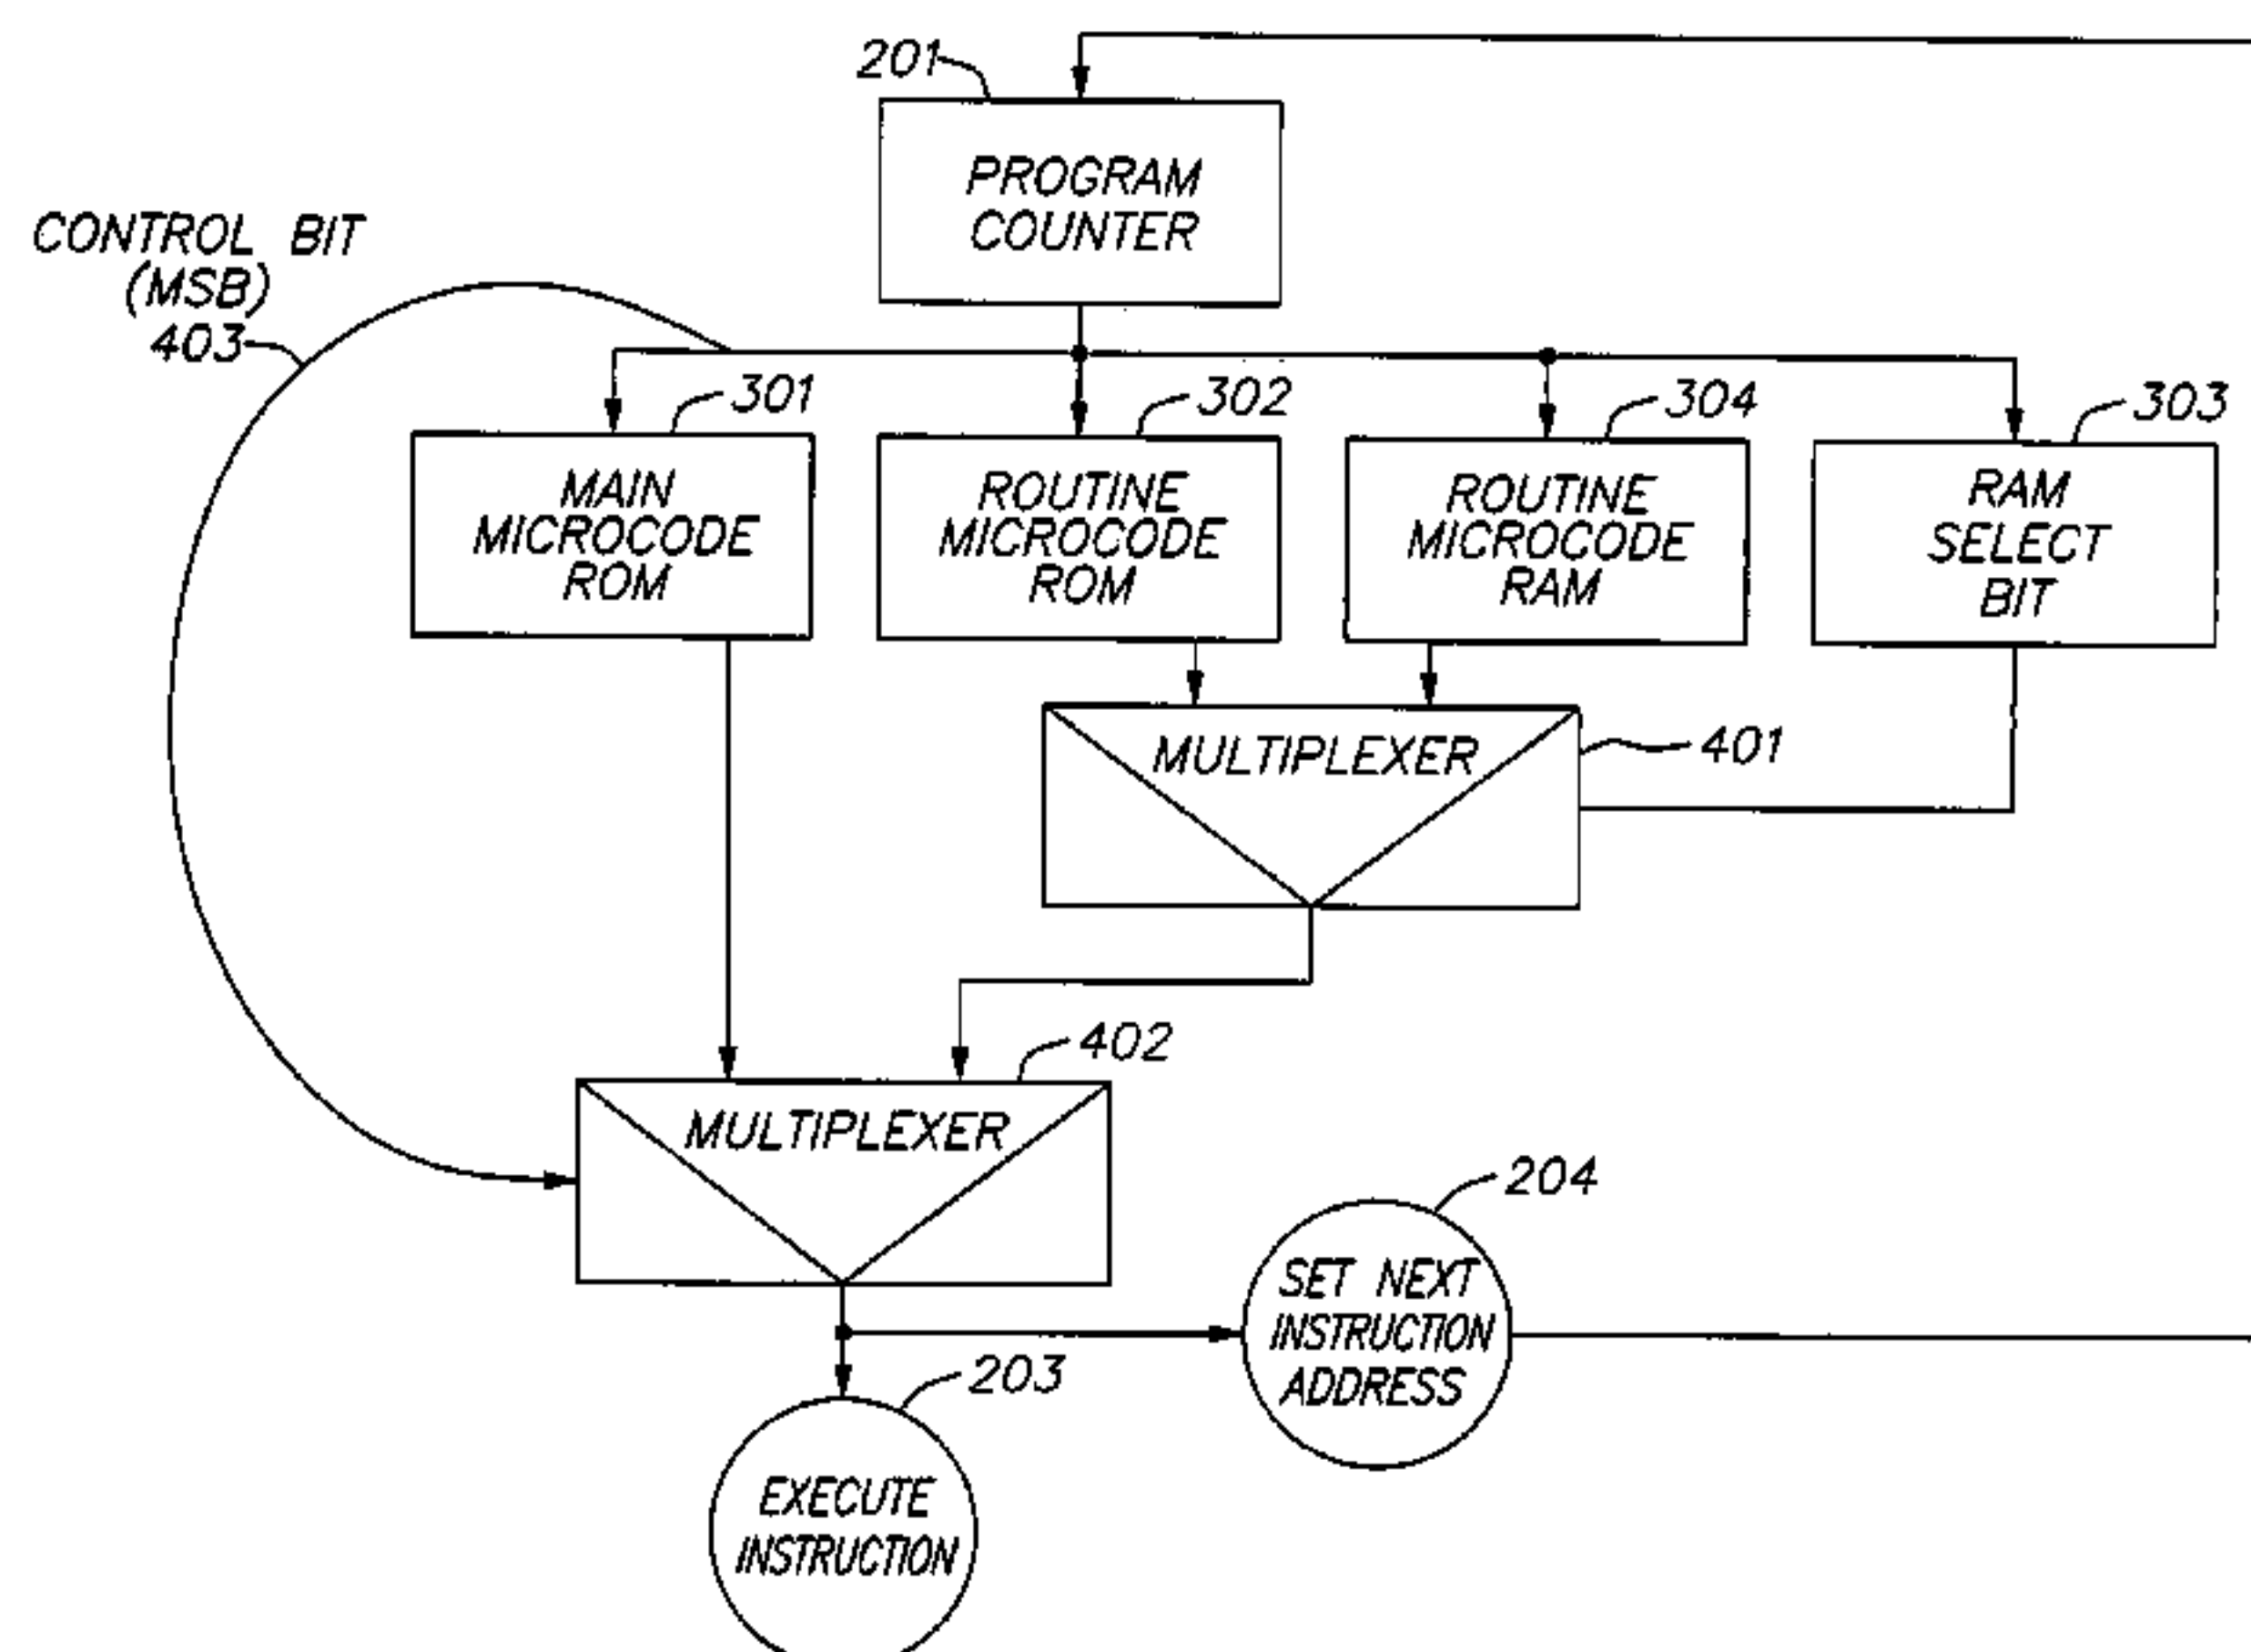 201
PROGRAM
COUNTER
CONTROL BIT
(MSB)
403
301
302
304
303
MAIN
MICROCODE
ROM
ROUTINE
MICROCODE
ROM
ROUTINE
MICROCODE
RAM
RAM
SELECT
BIT
MULTIPLEXER
401
402
MULTIPLEXER
204
SET NEXT
INSTRUCTION
ADDRESS
203
EXECUTE
INSTRUCTION